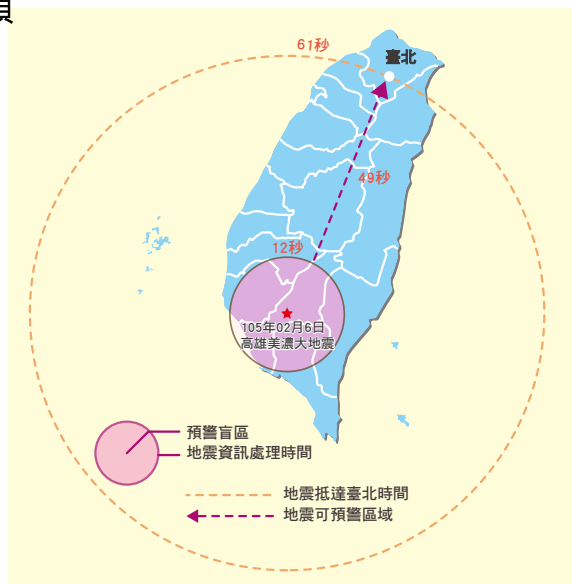 61秒
臺北
49秒
12秒
105年02月6日
高雄美濃大地震
預警盲區
地震資訊處理時間
地震抵達臺北時間
地震可預警區域